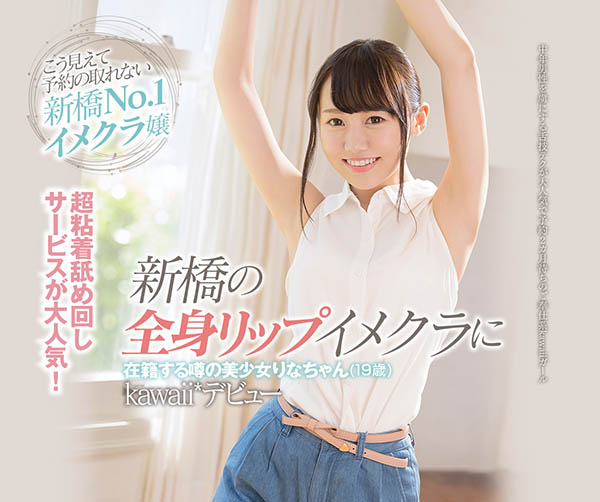 こう見えて
予約の取れない
新橋No.1
イメクラ嬢
超粘着舐め回し
サービスが大人気！
新橋の
全身リップイメクラに
在籍する噂の美少女りなちゃん(19歳)
kawaii*デビュー